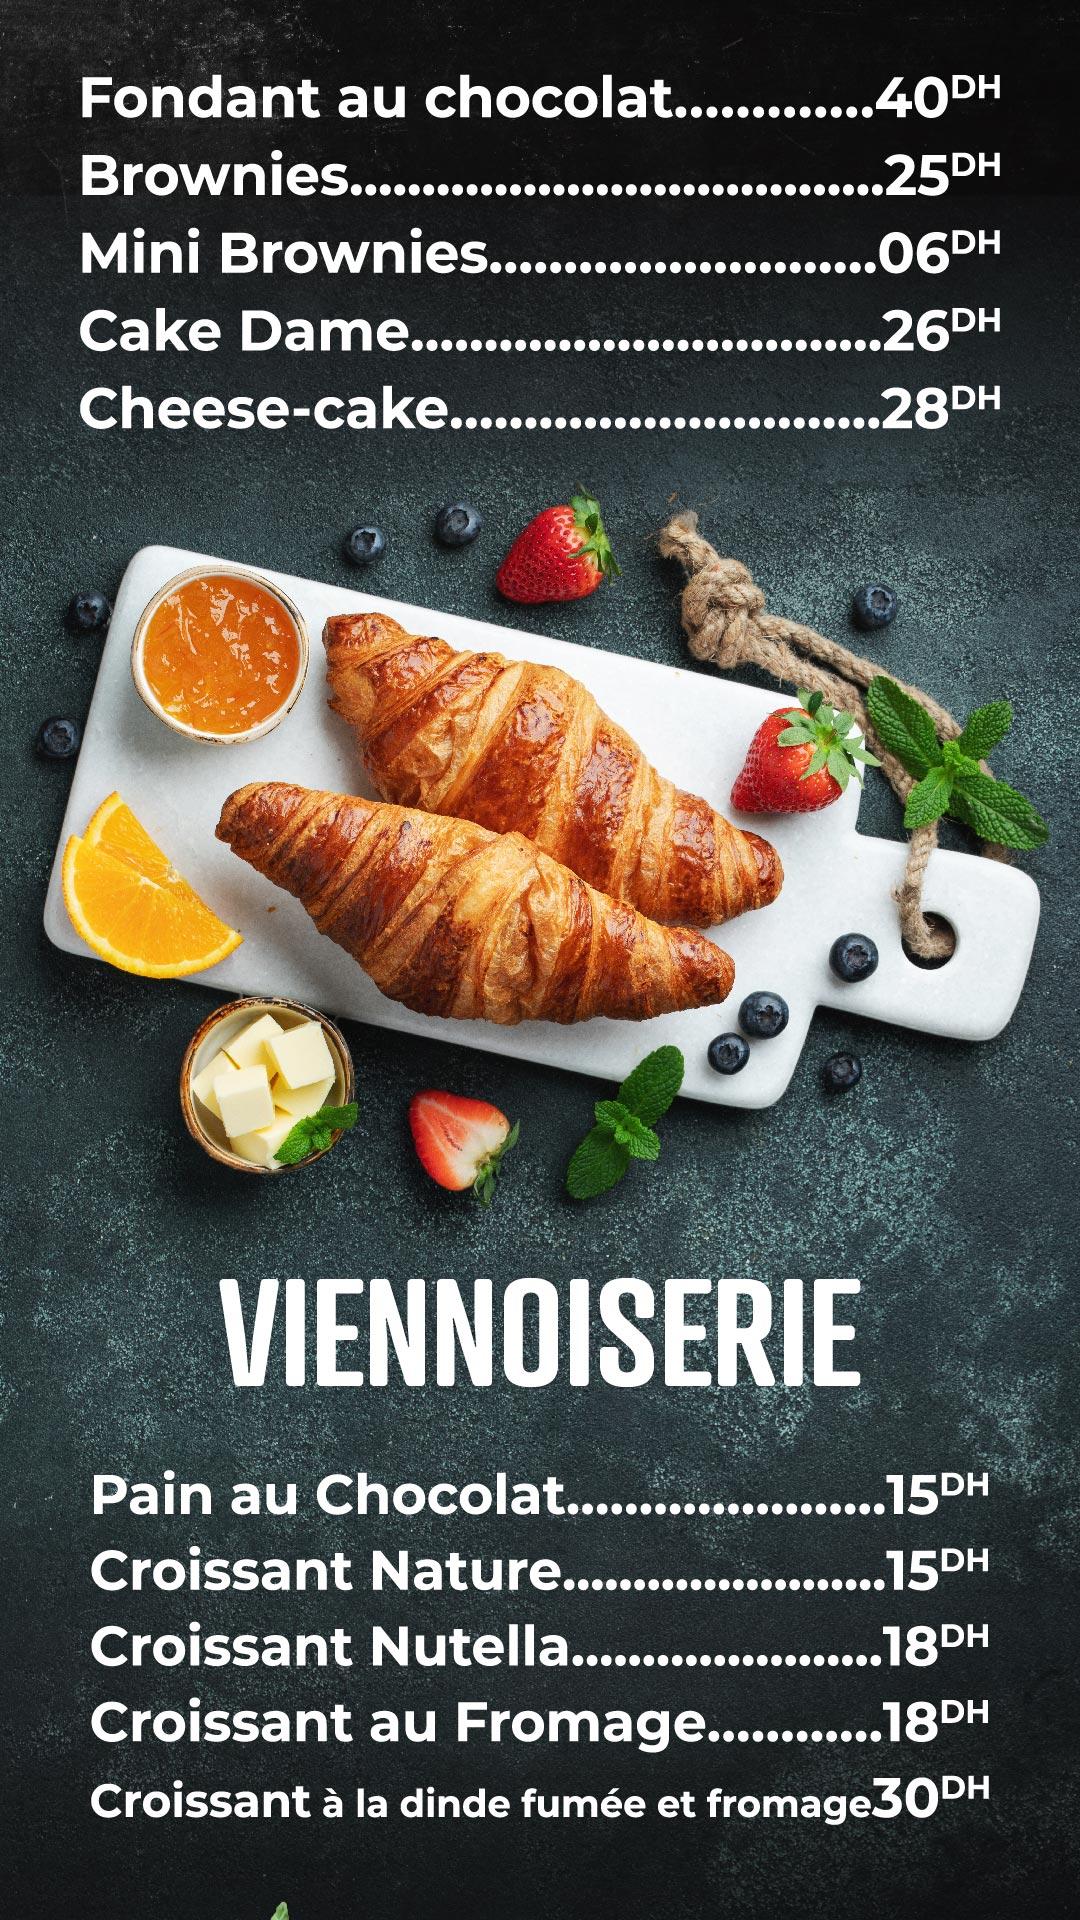 Fondant au chocolat.............40DH
Brownies.....................................25DH
Mini Brownies..........................06DH
Cake Dame................................26DH
Cheese-cake.............................28DH
VIENNOISERIE
Pain au Chocolat......................15DH
Croissant Nature......................15DH
Croissant Nutella.....................18DH
Croissant au Fromage............18DH
Croissant à la dinde fumée et fromage30DH